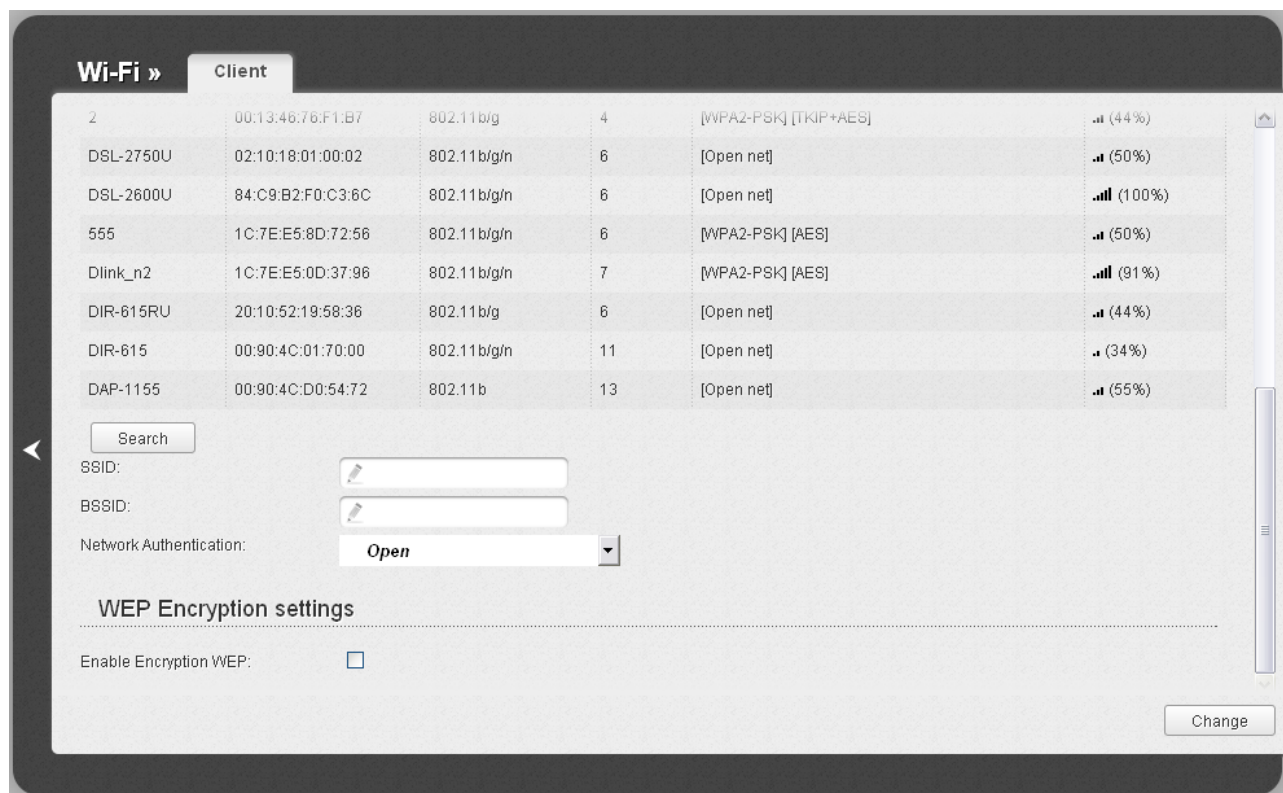 Wi-Fi » Client
2 00:13:46:76:F1:B7 802.11b/g 4 [WPA2-PSK] [TKIP+AES] (44%)
DSL-2750U 02:10:18:01:00:02 802.11b/g/n 6 [Open net] (50%)
DSL-2600U 84:C9:B2:F0:C3:6C 802.11b/g/n 6 [Open net] (100%)
555 1C:7E:E5:8D:72:56 802.11b/g/n 6 [WPA2-PSK] [AES] (50%)
Dlink_n2 1C:7E:E5:0D:37:96 802.11b/g/n 7 [WPA2-PSK] [AES] (91%)
DIR-615RU 20:10:52:19:58:36 802.11b/g 6 [Open net] (44%)
DIR-615 00:90:4C:01:70:00 802.11b/g/n 11 [Open net] (34%)
DAP-1155 00:90:4C:D0:54:72 802.11b 13 [Open net] (55%)
Search
SSID:
BSSID:
Network Authentication: Open
WEP Encryption settings
Enable Encryption WEP:
Change